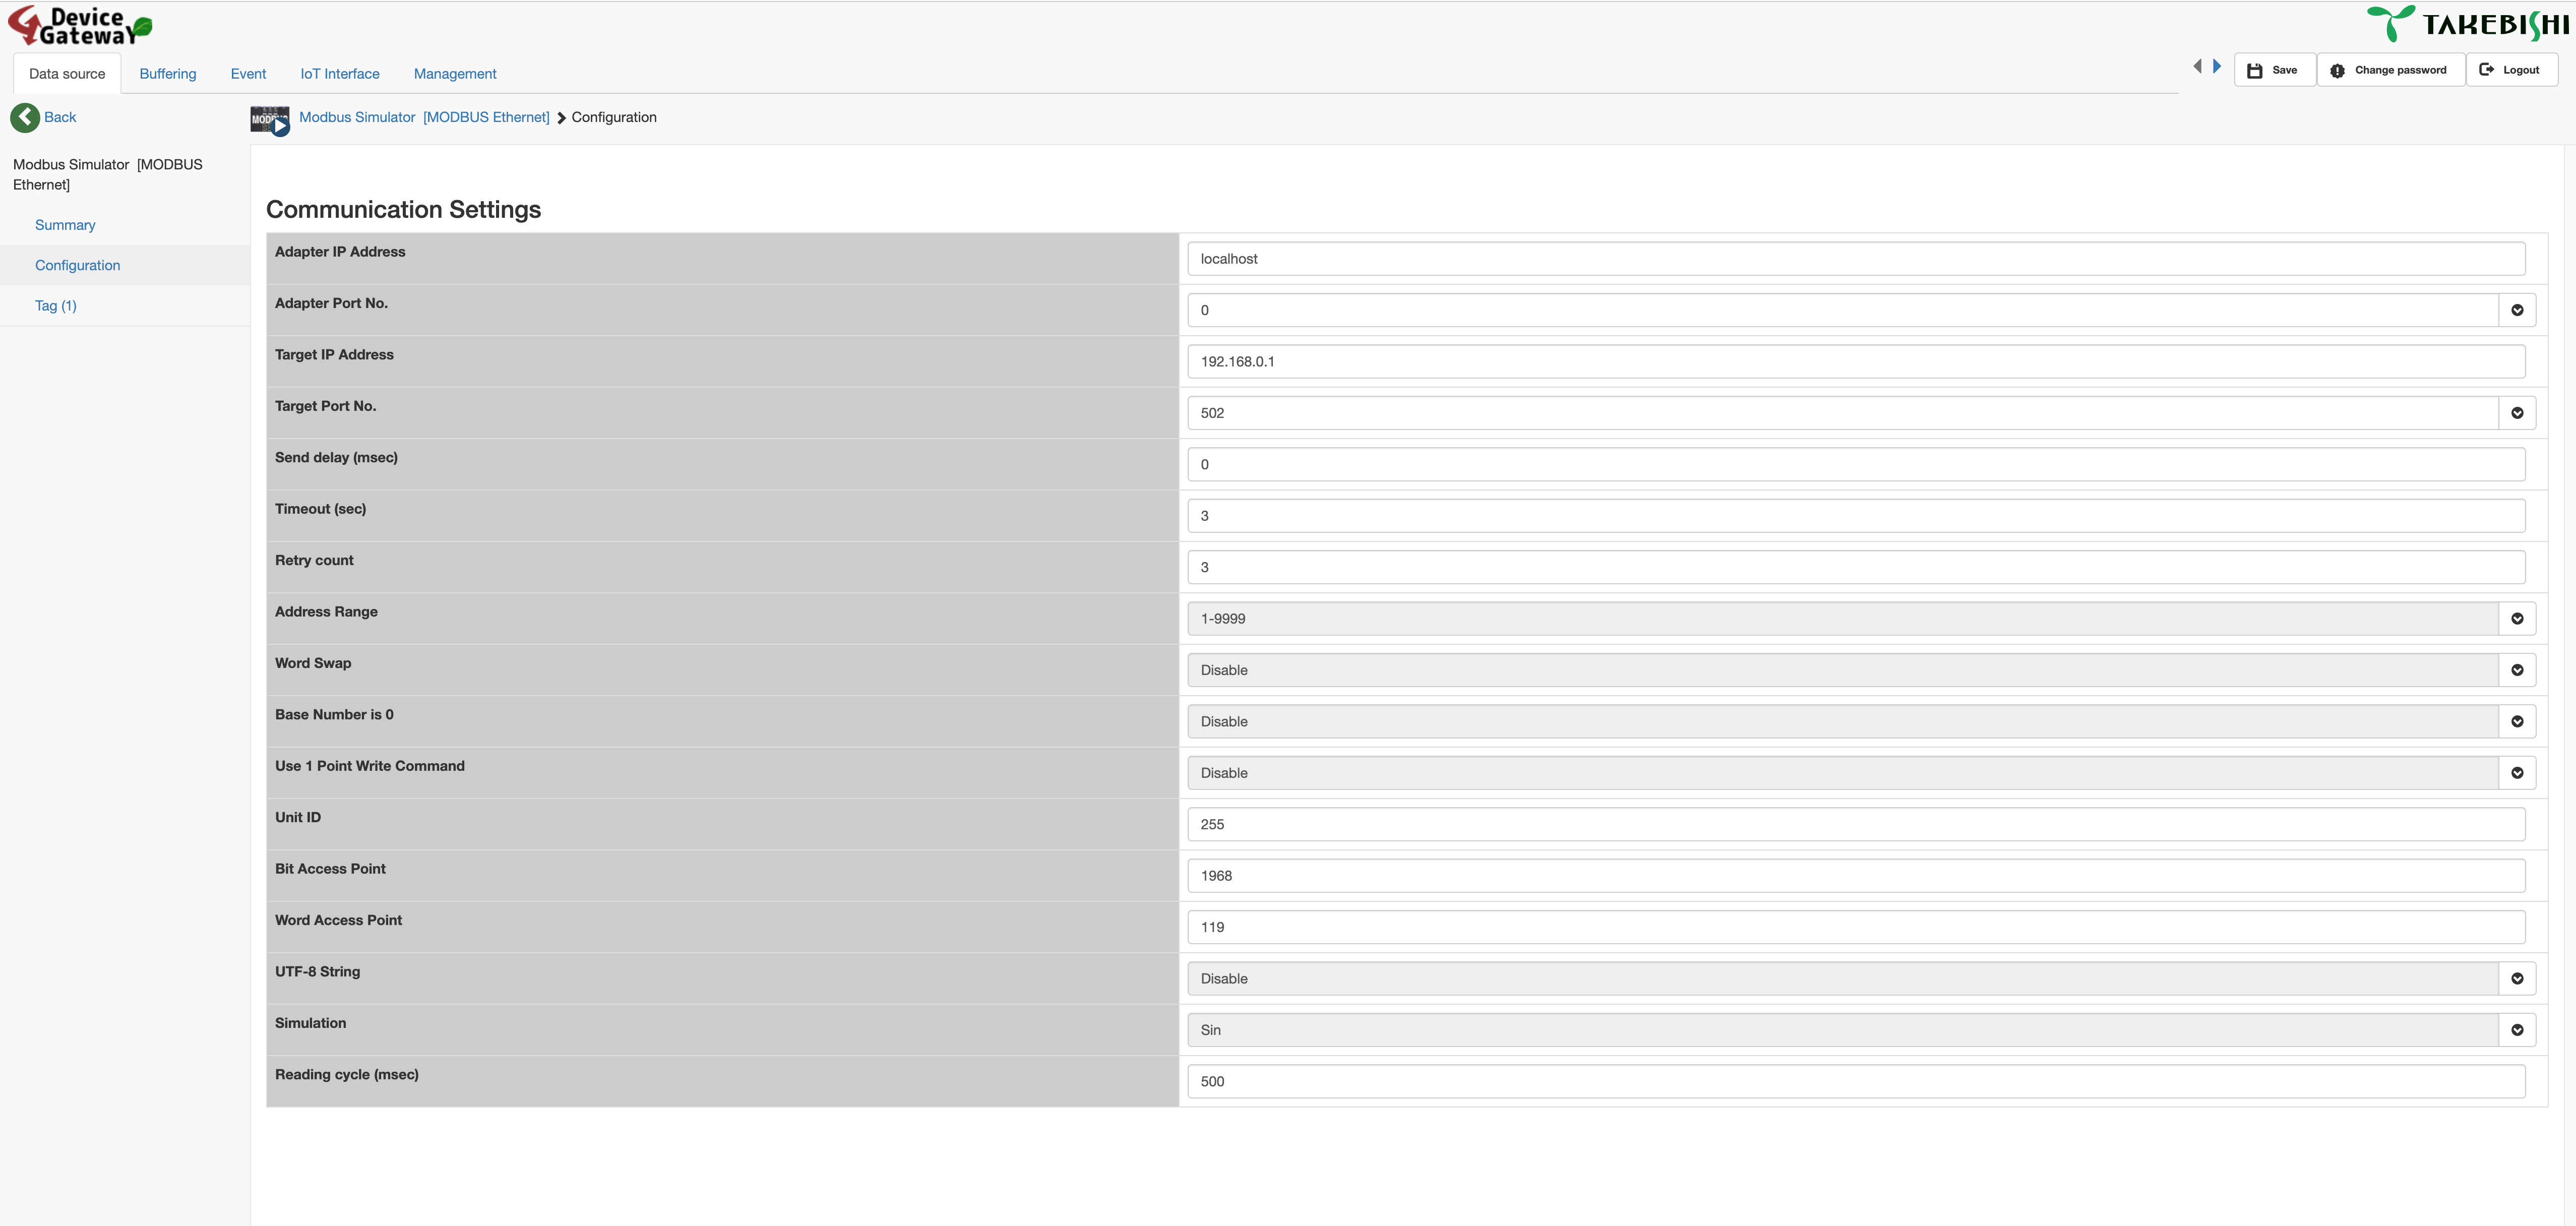 Device
Gateway
TAKEBISHI
Data source
Buffering
Event
IoT Interface
Management
Save
Change password
Logout
Back
MODBUS
Modbus Simulator [MODBUS Ethernet] Configuration
Modbus Simulator [MODBUS
Ethernet]
Summary
Configuration
Tag (1)
Communication Settings
Adapter IP Address
localhost
Adapter Port No.
0
Target IP Address
192.168.0.1
Target Port No.
502
Send delay (msec)
0
Timeout (sec)
3
Retry count
3
Address Range
1-9999
Word Swap
Disable
Base Number is 0
Disable
Use 1 Point Write Command
Disable
Unit ID
255
Bit Access Point
1968
Word Access Point
119
UTF-8 String
Disable
Simulation
Sin
Reading cycle (msec)
500